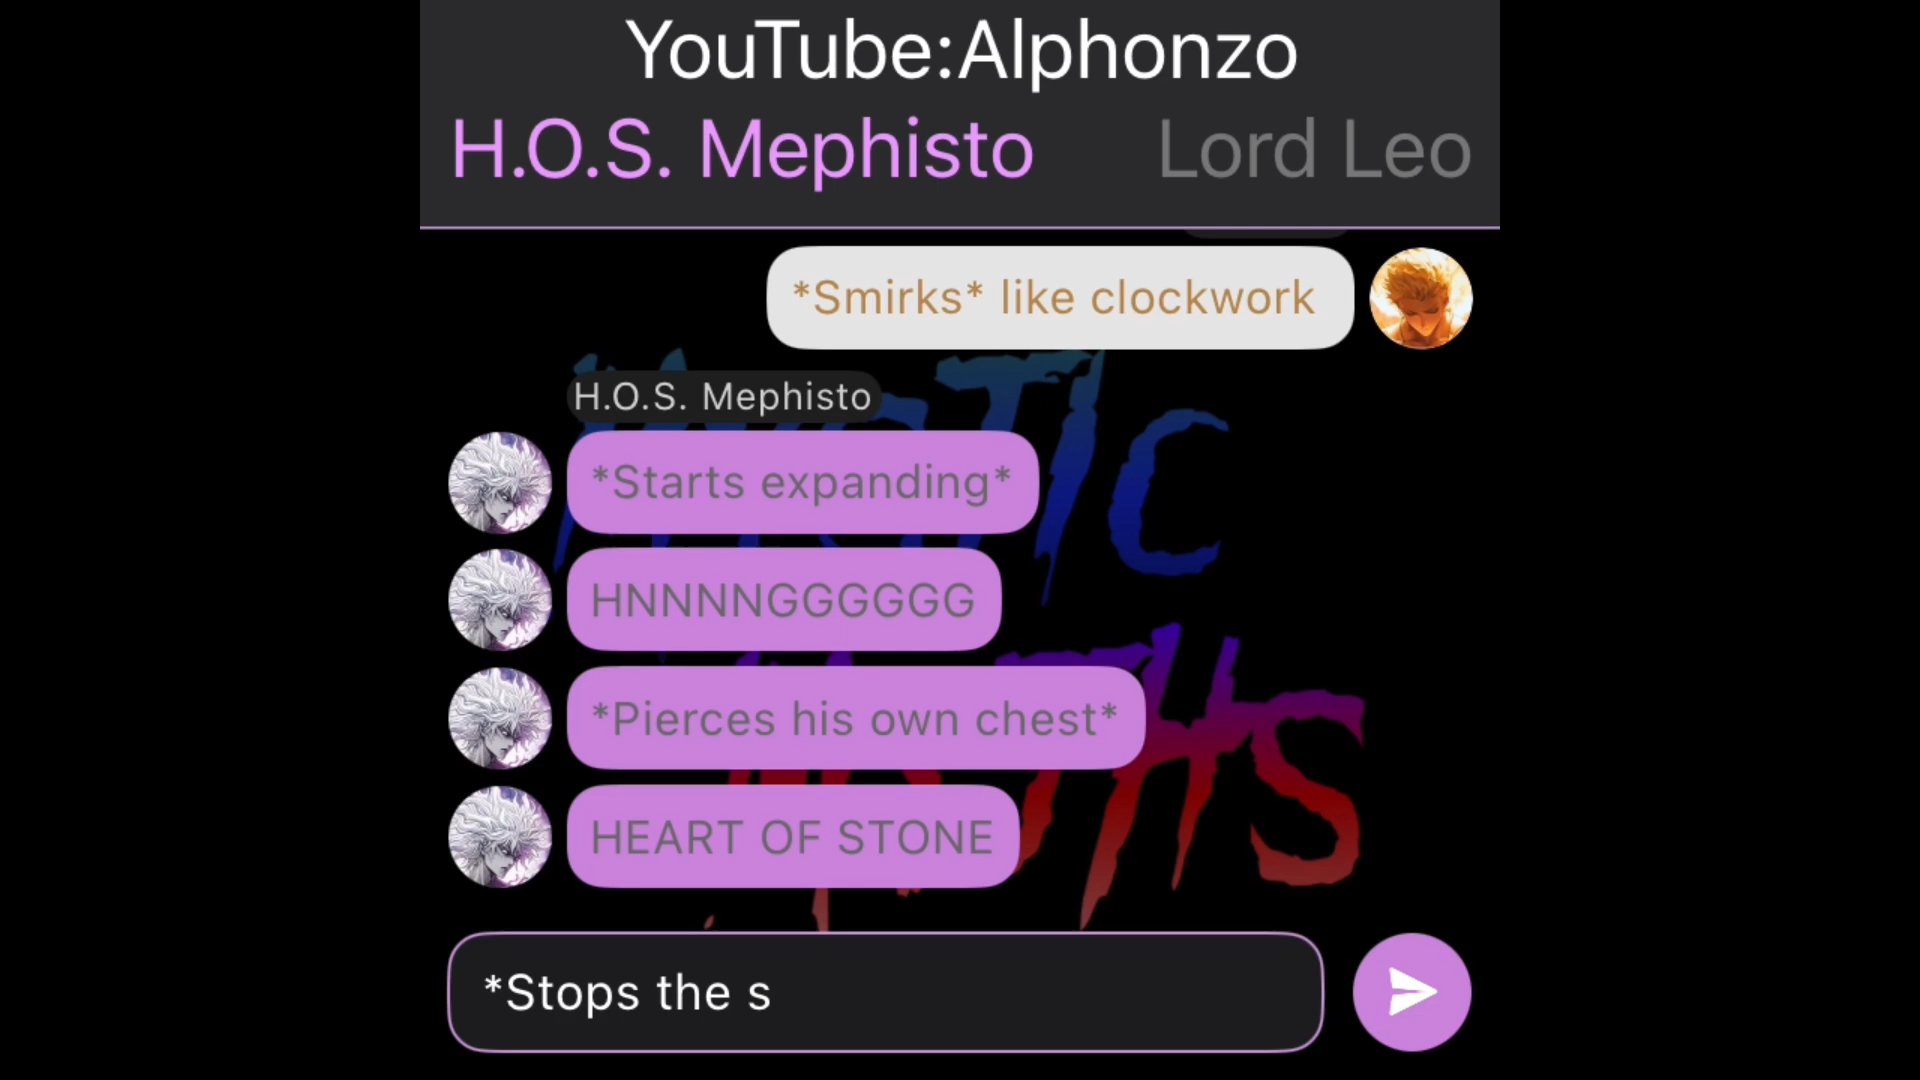 YouTube:Alphonzo
H.O.S. Mephisto Lord Leo
*Smirks* like clockwork
H.O.S. Mephisto
*Starts expanding*
HNNNNGGGGGG
*Pierces his own chest*
HEART OF STONE
*Stops the s